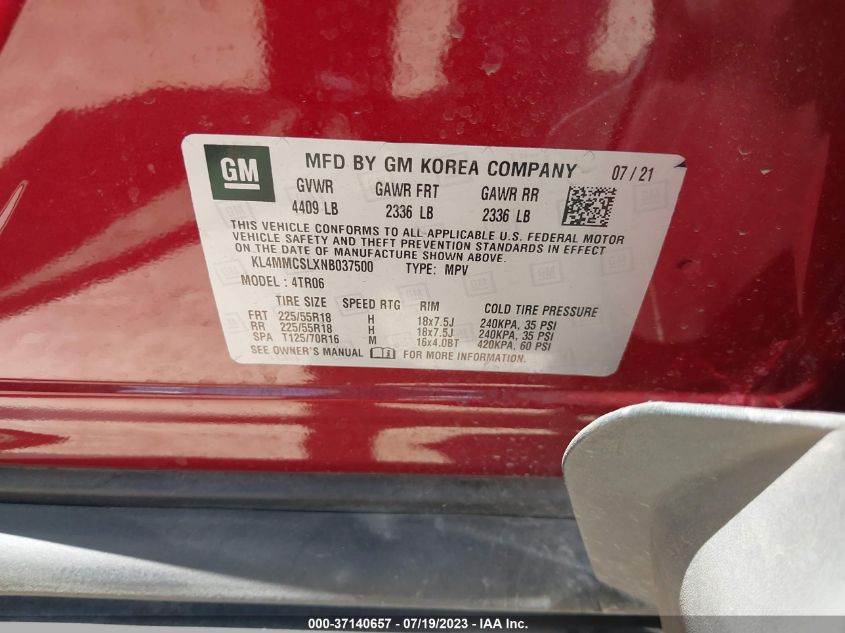 GM
MFD BY GM KOREA COMPANY 07/21
GVWR GAWR FRT GAWR RR
4409 LB 2336 LB 2336 LB
THIS VEHICLE CONFORMS TO ALL APPLICABLE U.S. FEDERAL MOTOR
VEHICLE SAFETY AND THEFT PREVENTION STANDARDS IN EFFECT
ON THE DATE OF MANUFACTURE SHOWN ABOVE.
KL4MMCSLXNB037500 TYPE: MPV
MODEL: 4TR06
TIRE SIZE SPEED RTG RIM COLD TIRE PRESSURE
FRT 225/55R18 H 18x7.5J 240KPA, 35 PSI
RR 225/55R18 H 18x7.5J 240KPA, 35 PSI
SPA T125/70R16 M 16x4.0BT 420KPA, 60 PSI
SEE OWNER'S MANUAL FOR MORE INFORMATION.
000-37140657 - 07/19/2023 - IAA Inc.